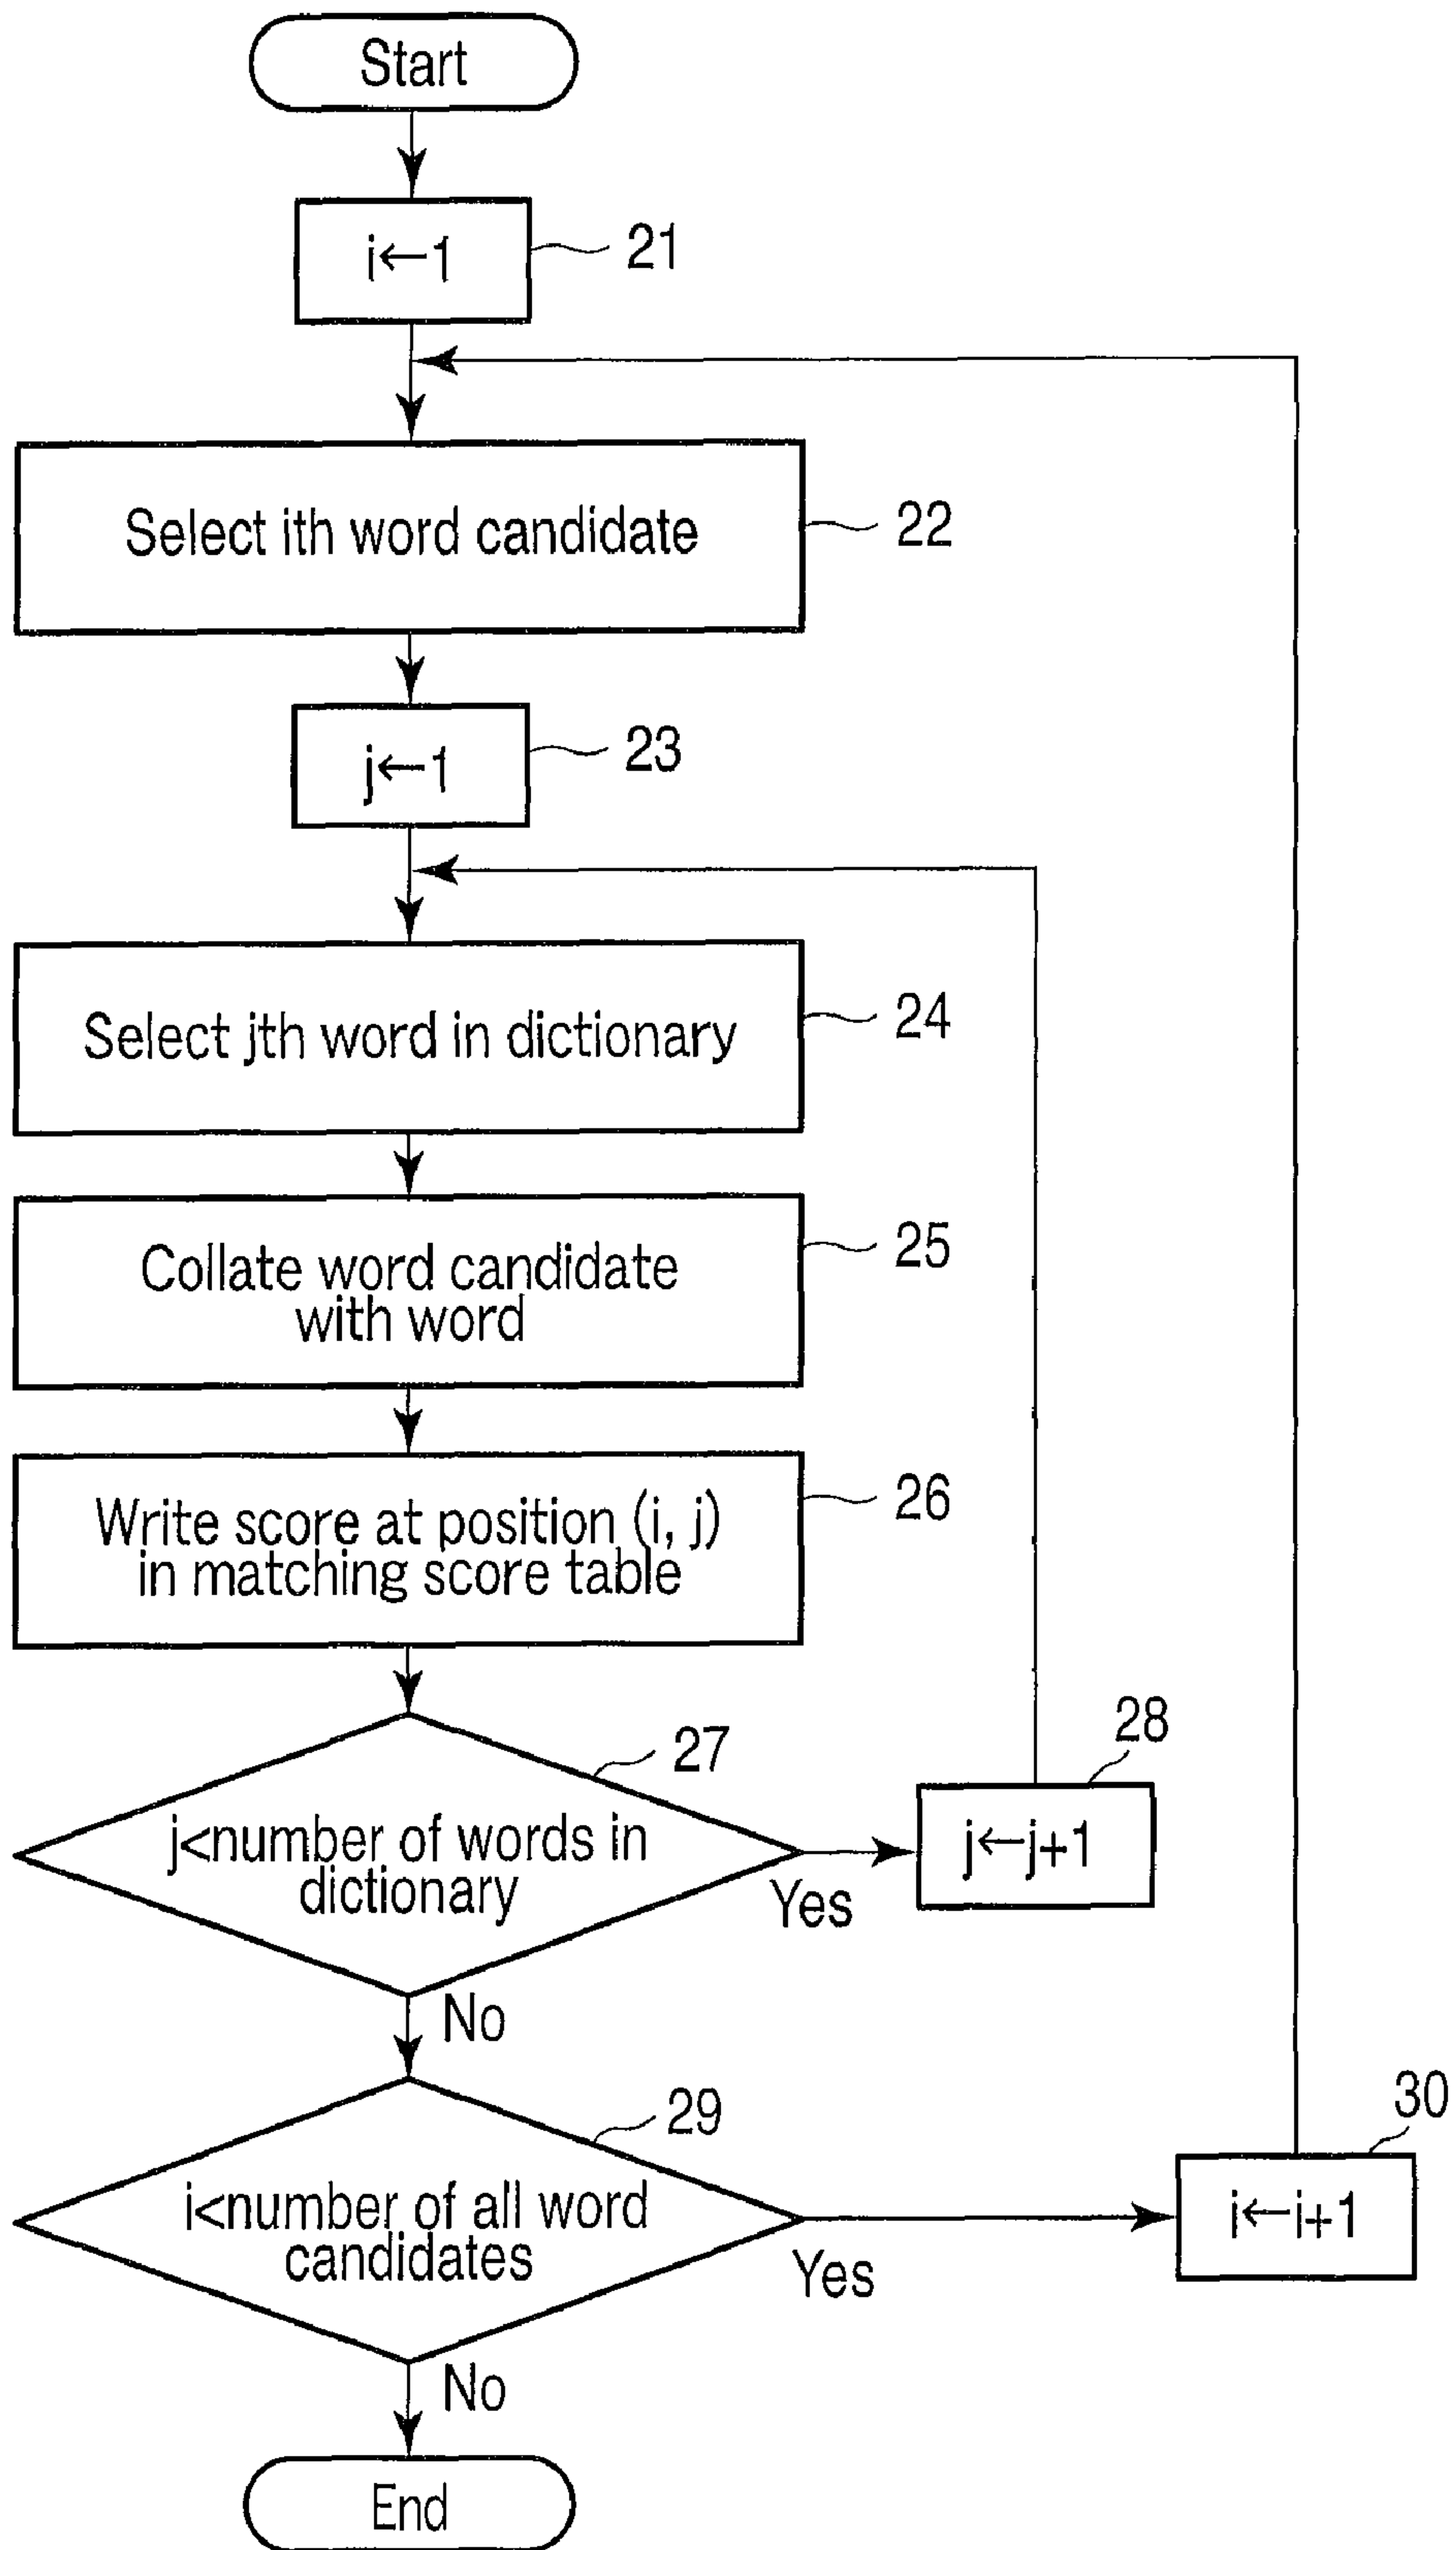 Start
i←1
21
Select ith word candidate
22
j←1
23
Select jth word in dictionary
24
Collate word candidate
with word
25
Write score at position (i, j)
in matching score table
26
j<number of words in
dictionary
27
Yes
j←j+1
28
No
i<number of all word
candidates
29
Yes
i←i+1
30
No
End